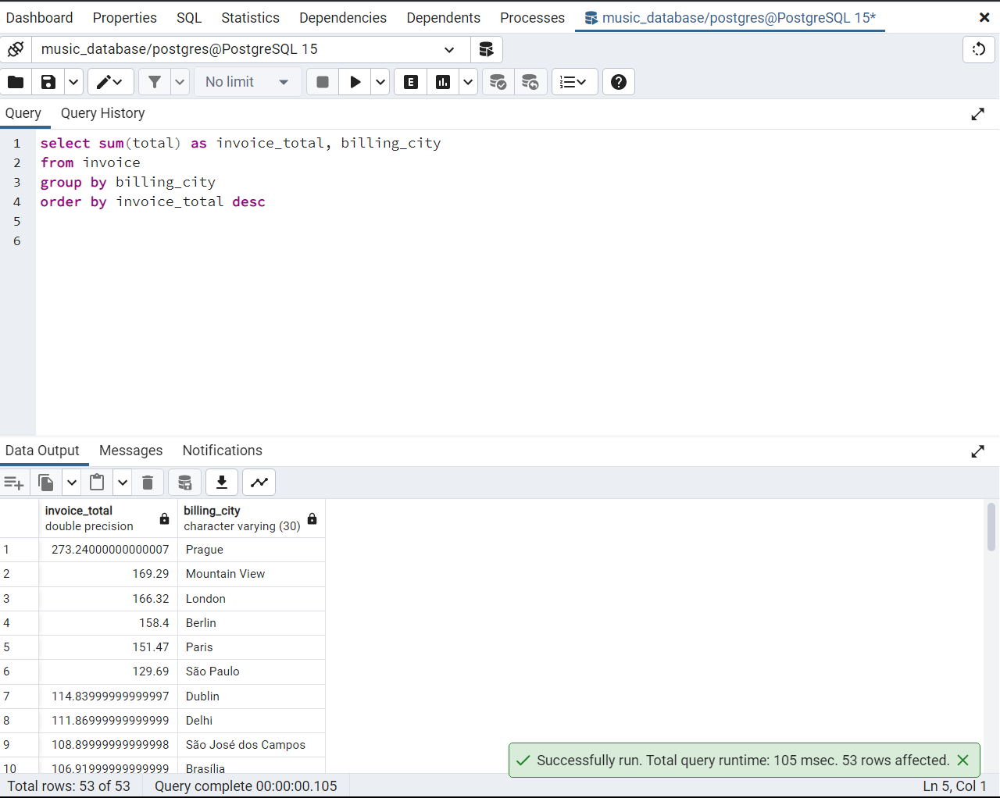 Dashboard Properties SQL Statistics Dependencies Dependents Processes music_database/postgres@PostgreSQL 15*
music_database/postgres@PostgreSQL 15
E No limit
Query Query History
1 select sum(total) as invoice_total, billing_city
2 from invoice
3 group by billing_city
4 order by invoice_total desc
5
6
Data Output Messages Notifications
invoice_total billing_city
double precision character varying (30)
1 273.24000000000007 Prague
2 169.29 Mountain View
3 166.32 London
4 158.4 Berlin
5 151.47 Paris
6 129.69 São Paulo
7 114.83999999999997 Dublin
8 111.86999999999999 Delhi
9 108.89999999999998 São José dos Campos
10 106.91999999999999 Brasília
Successfully run. Total query runtime: 105 msec. 53 rows affected.
Total rows: 53 of 53 Query complete 00:00:00.105 Ln 5, Col 1